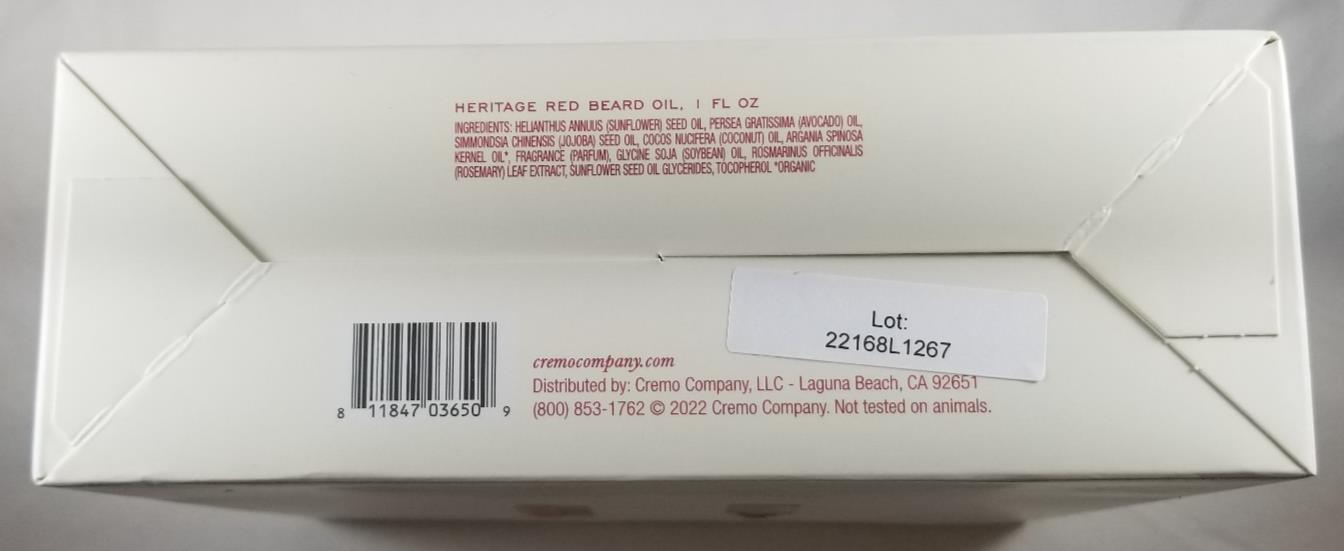 HERITAGE RED BEARD OIL, 1 FL OZ
INGREDIENTS: HELIANTHUS ANNUUS (SUNFLOWER) SEED OIL, PERSEA GRATISSIMA (AVOCADO) OIL,
SIMMONDSIA CHINENSIS (JOJOBA) SEED OIL, COCOS NUCIFERA (COCONUT) OIL, ARGANIA SPINOSA
KERNEL OIL*, FRAGRANCE (PARFUM), GLYCINE SOJA (SOYBEAN) OIL, ROSMARINUS OFFICINALIS
(ROSEMARY) LEAF EXTRACT, SUNFLOWER SEED OIL GLYCERIDES, TOCOPHEROL *ORGANIC
Lot:
22168L1267
8 11847 03650 9
cremocompany.com
Distributed by: Cremo Company, LLC - Laguna Beach, CA 92651
(800) 853-1762 © 2022 Cremo Company. Not tested on animals.